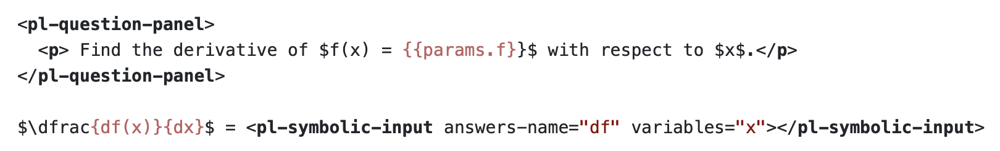 <pl-question-panel>
  <p> Find the derivative of $f(x) = {{params.f}}$ with respect to $x$.</p>
</pl-question-panel>

$\dfrac{df(x)}{dx}$ = <pl-symbolic-input answers-name="df" variables="x"></pl-symbolic-input>